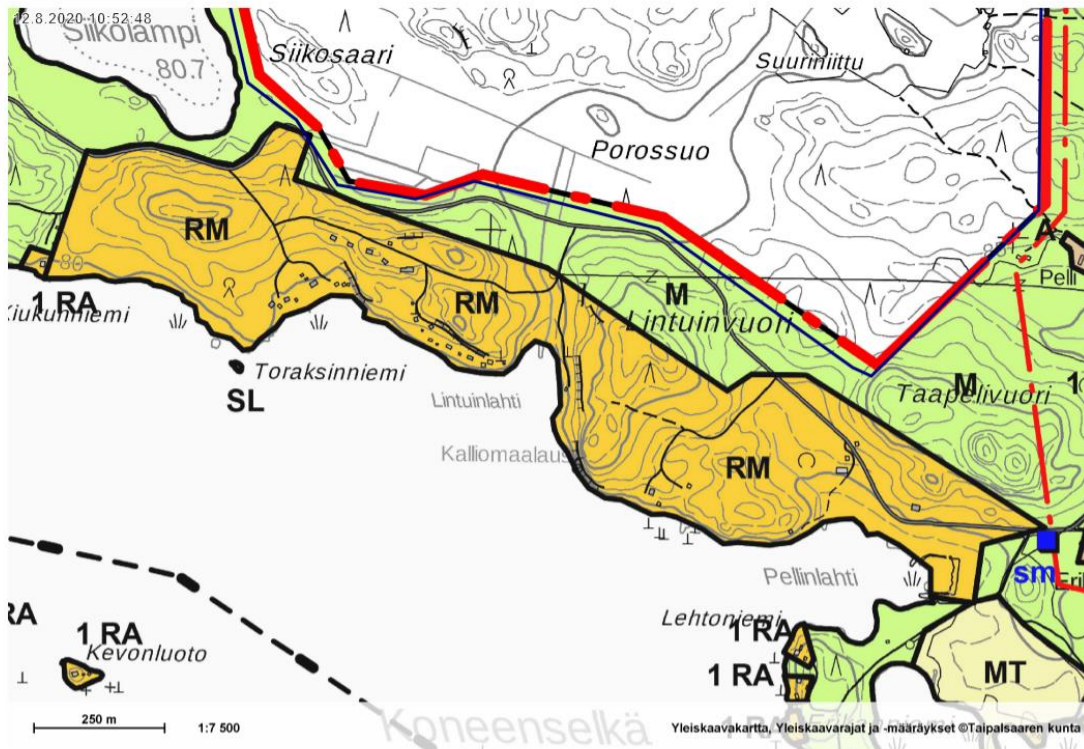 12.8.2020 10:52:48
Siikolampi
80.7
Siikosaari
Suuriniittu
Porossuo
RM
A
Pelli
80
1 RA
Kiukunniemi
RM
M
Lintuinvuori
Toraksinniemi
SL
Lintuinlahti
M
Taapelivuori
Kalliomaalaus
RM
Pellinlahti
sm
Lehtoniemi
1 RA
RA
1 RA
Kevonluoto
1 RA
MT
250 m
1:7 500
Koneenselkä
Yleiskaavakartta, Yleiskaavarajat ja -määräykset ©Taipalsaaren kunta